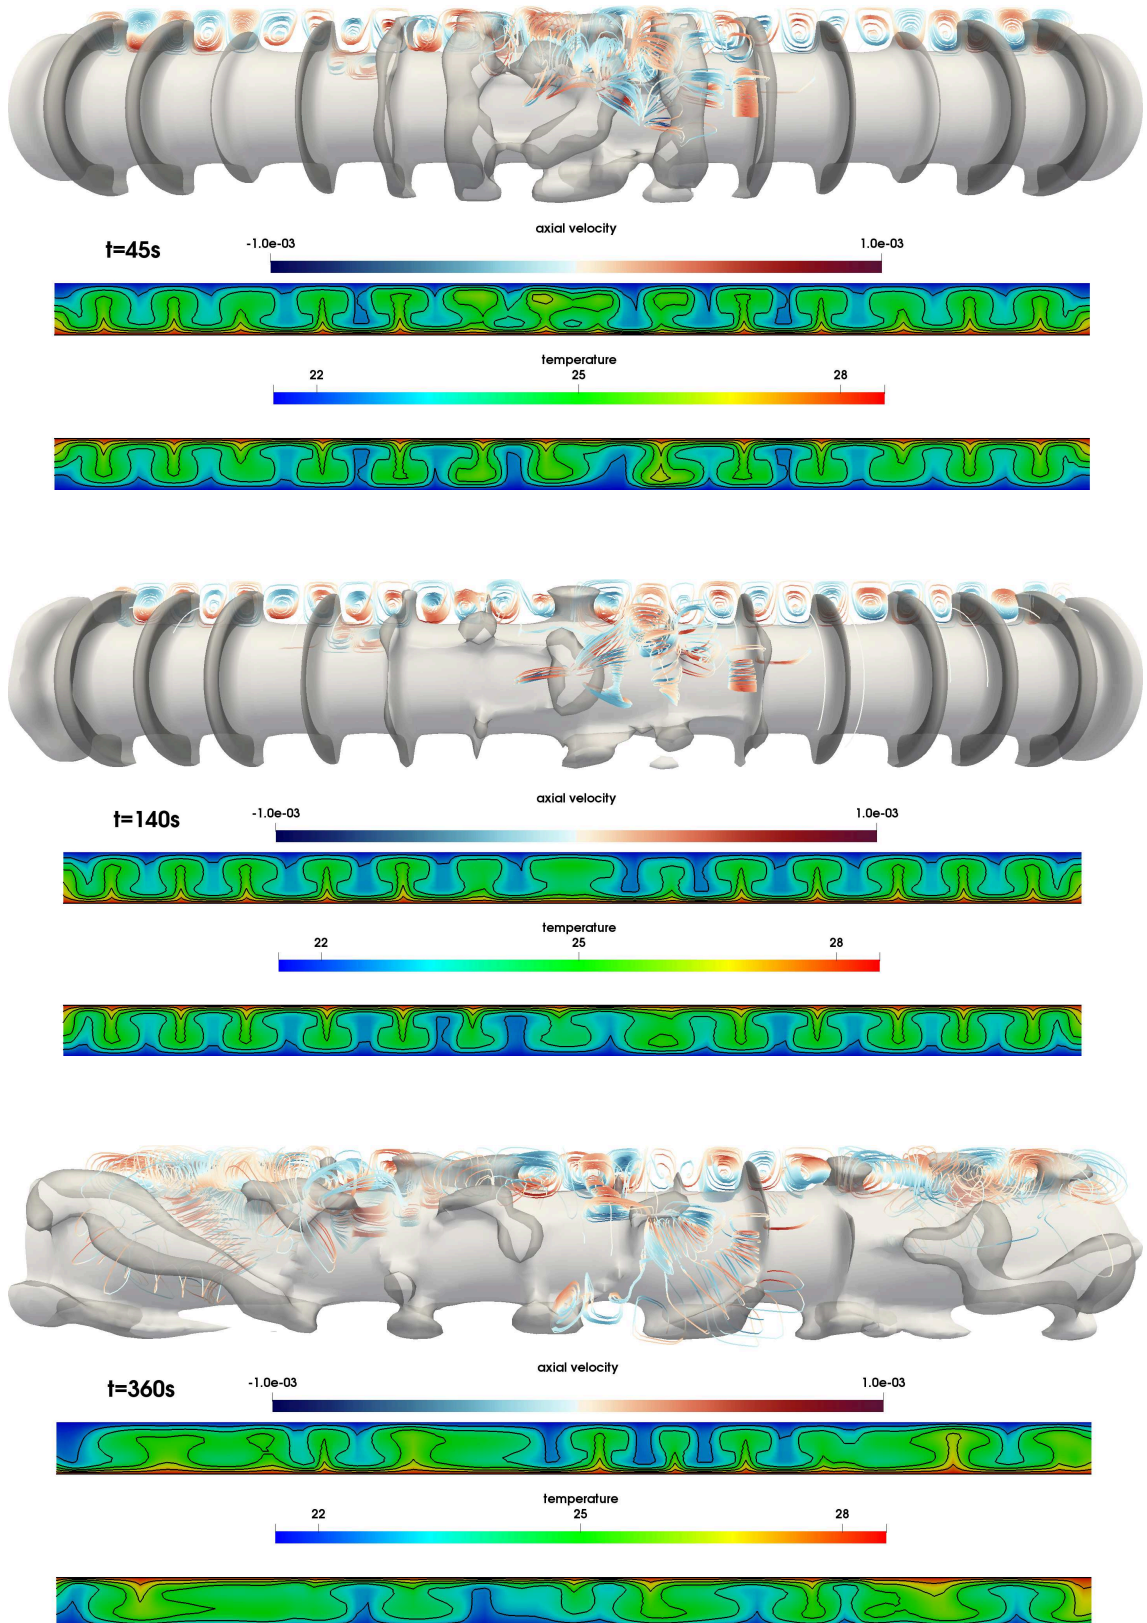 axial velocity
t=45s
-1.0e-03 1.0e-03
temperature
22 25 28
axial velocity
t=140s
-1.0e-03 1.0e-03
temperature
22 25 28
axial velocity
t=360s
-1.0e-03 1.0e-03
temperature
22 25 28